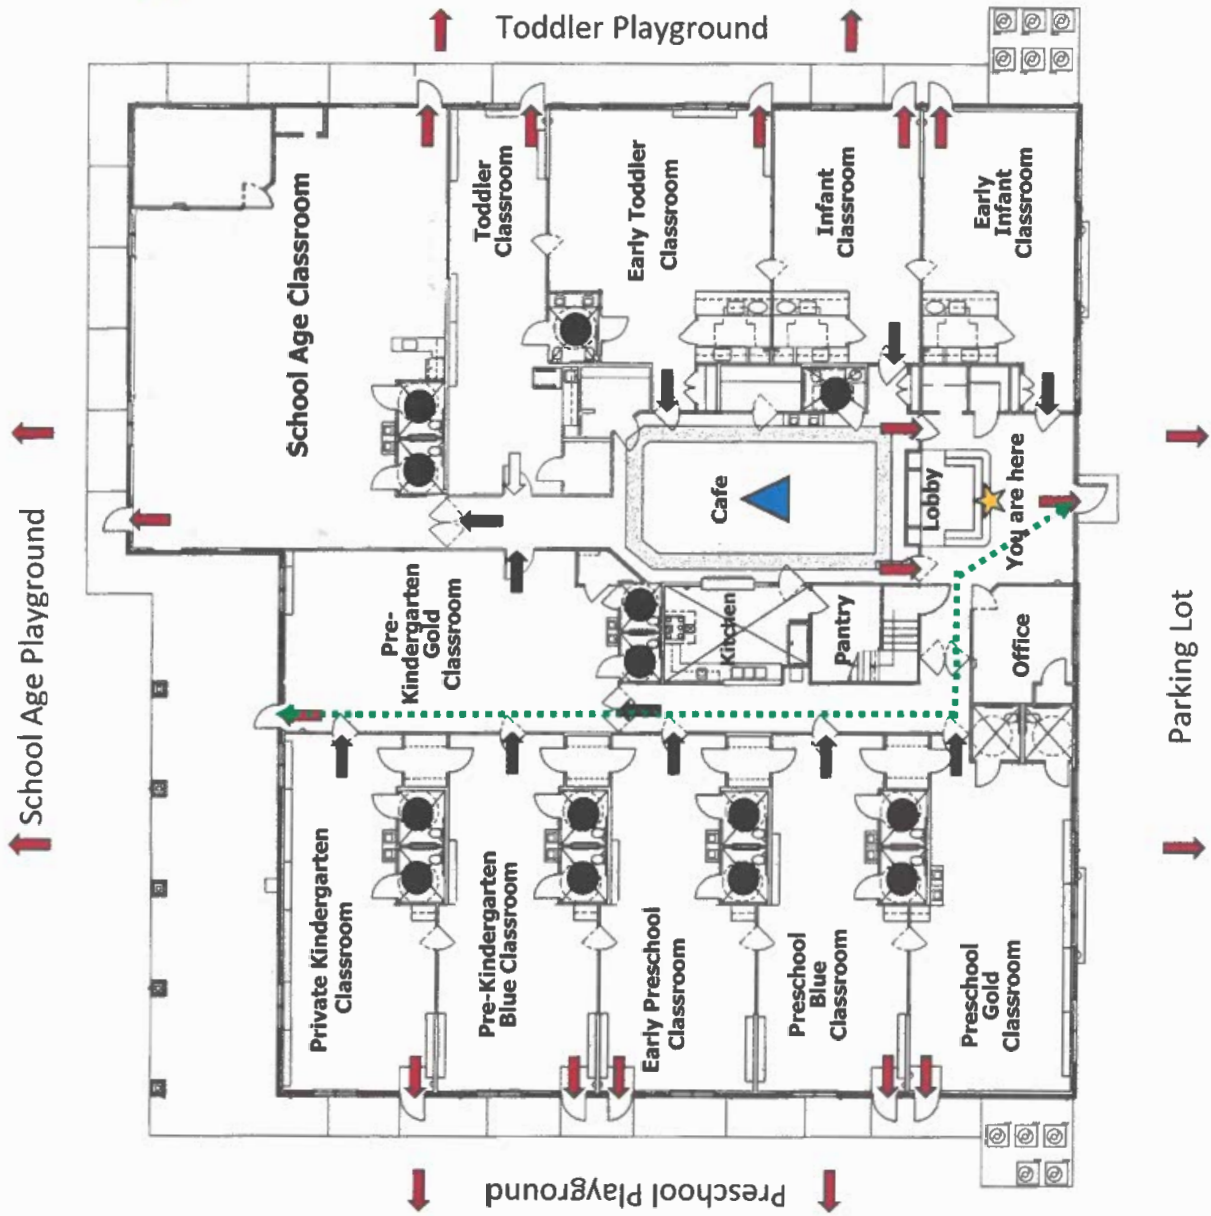 Toddler Playground
School Age Playground
School Age Classroom
Toddler
Classroom
Early Toddler
Classroom
Infant
Classroom
Early
Infant
Classroom
Cafe
Lobby
You are here
Pre-
Kindergarten
Gold
Classroom
Kitchen
Pantry
Office
Parking Lot
Private Kindergarten
Classroom
Pre-Kindergarten
Blue Classroom
Early Preschool
Classroom
Preschool
Blue
Classroom
Preschool
Gold
Classroom
Preschool Playground